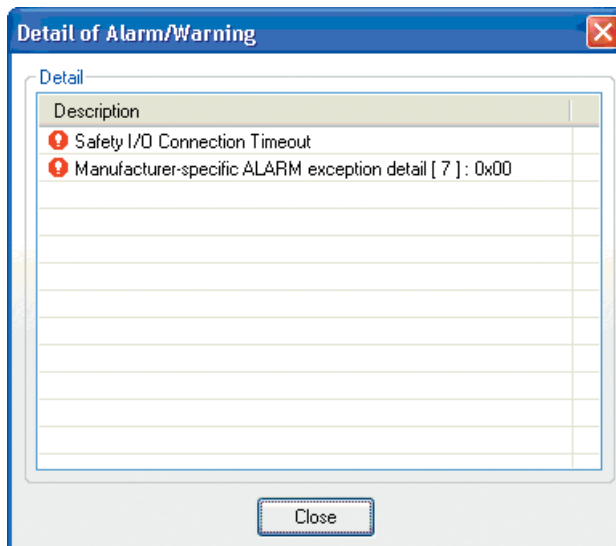 Detail of Alarm/Warning
Detail
Description
Safety I/O Connection Timeout
Manufacturer-specific ALARM exception detail [ 7 ] : 0x00
Close